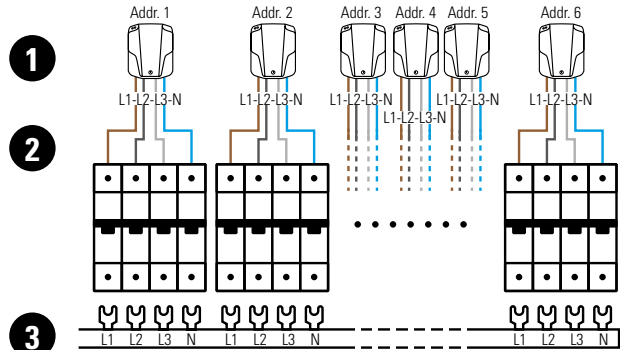 Addr. 1 Addr. 2 Addr. 3 Addr. 4 Addr. 5 Addr. 6
1
L1-L2-L3-N L1-L2-L3-N L1-L2-L3-N L1-L2-L3-N L1-L2-L3-N
L1-L2-L3-N
2
3
L1 L2 L3 N L1 L2 L3 N L1 L2 L3 N